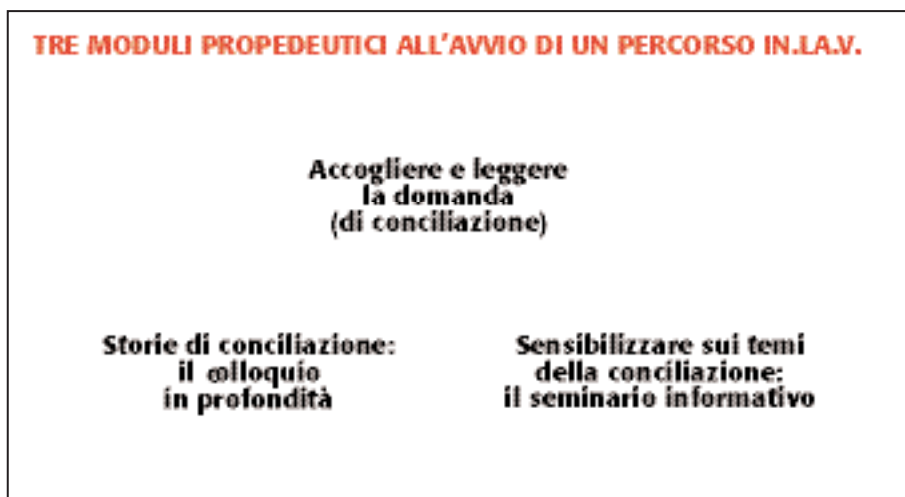 TRE MODULI PROPEDEUTICI ALL'AVVIO DI UN PERCORSO IN.LA.V.
Accogliere e leggere
la domanda
(di conciliazione)
Storie di conciliazione:
il colloquio
in profondità
Sensibilizzare sui temi
della conciliazione:
il seminario informativo